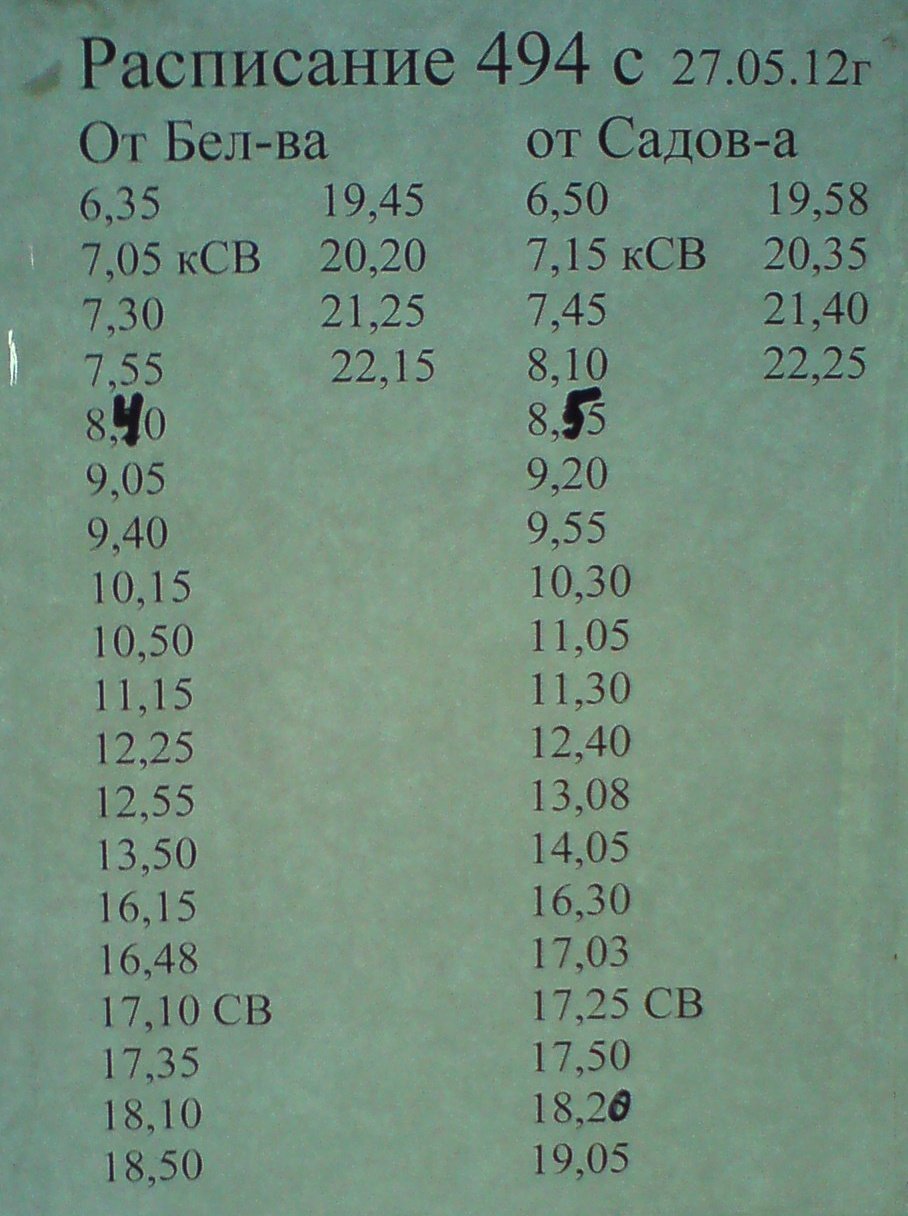 Расписание 494 с 27.05.12г
От Бел-ва от Садов-а
6,35 19,45 6,50 19,58
7,05 кСВ 20,20 7,15 кСВ 20,35
7,30 21,25 7,45 21,40
7,55 22,15 8,10 22,25
8,40 8,55
9,05 9,20
9,40 9,55
10,15 10,30
10,50 11,05
11,15 11,30
12,25 12,40
12,55 13,08
13,50 14,05
16,15 16,30
16,48 17,03
17,10 СВ 17,25 СВ
17,35 17,50
18,10 18,20
18,50 19,05